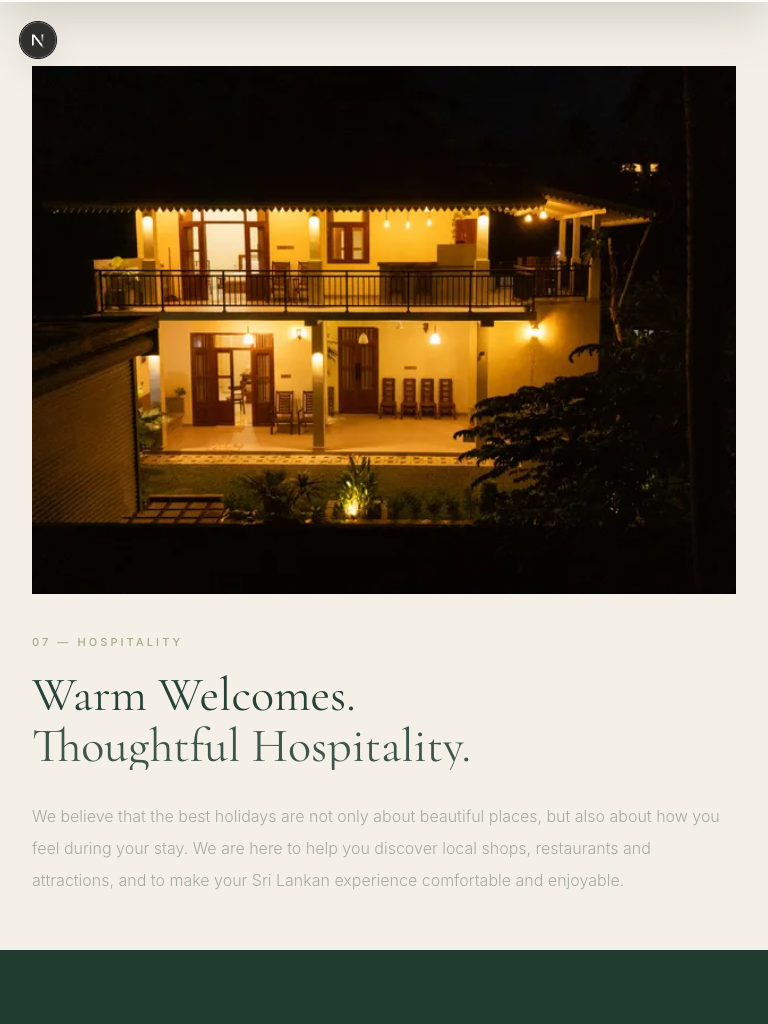 N
07 — HOSPITALITY
Warm Welcomes.
Thoughtful Hospitality.
We believe that the best holidays are not only about beautiful places, but also about how you
feel during your stay. We are here to help you discover local shops, restaurants and
attractions, and to make your Sri Lankan experience comfortable and enjoyable.